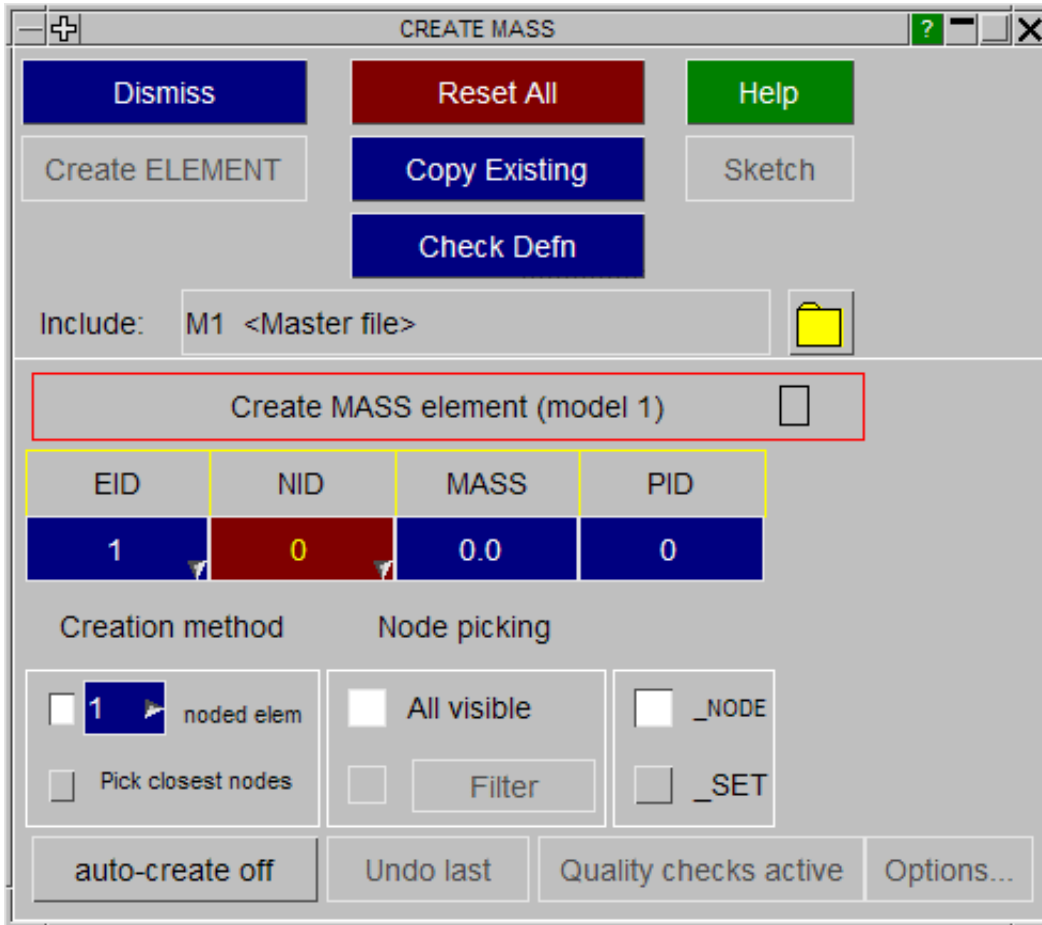 CREATE MASS ?
Dismiss Reset All Help
Create ELEMENT Copy Existing Sketch
Check Defn
Include: M1 <Master file>
Create MASS element (model 1)
EID NID MASS PID
1 0 0.0 0
Creation method Node picking
1 noded elem All visible _NODE
Pick closest nodes Filter _SET
auto-create off Undo last Quality checks active Options...